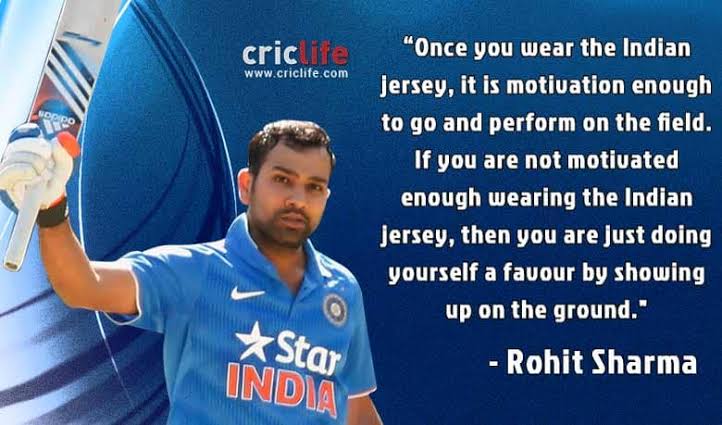 criclife
www.criclife.com
“Once you wear the Indian
jersey, it is motivation enough
to go and perform on the field.
If you are not motivated
enough wearing the Indian
jersey, then you are just doing
yourself a favour by showing
up on the ground."
- Rohit Sharma
Star
INDIA